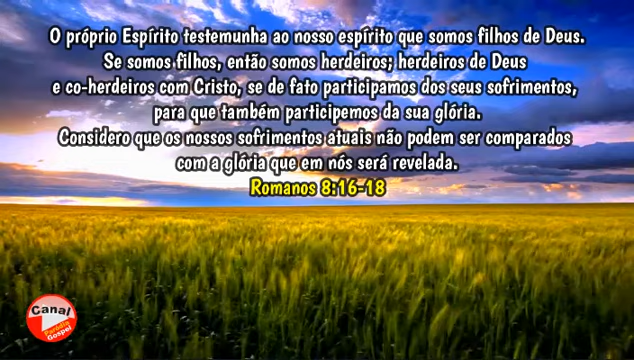 O próprio Espírito testemunha ao nosso espírito que somos filhos de Deus.
Se somos filhos, então somos herdeiros; herdeiros de Deus
e co-herdeiros com Cristo, se de fato participamos dos seus sofrimentos,
para que também participemos da sua glória.
Considero que os nossos sofrimentos atuais não podem ser comparados
com a glória que em nós será revelada.
Romanos 8:16-18
Canal
Paródia
Gospel